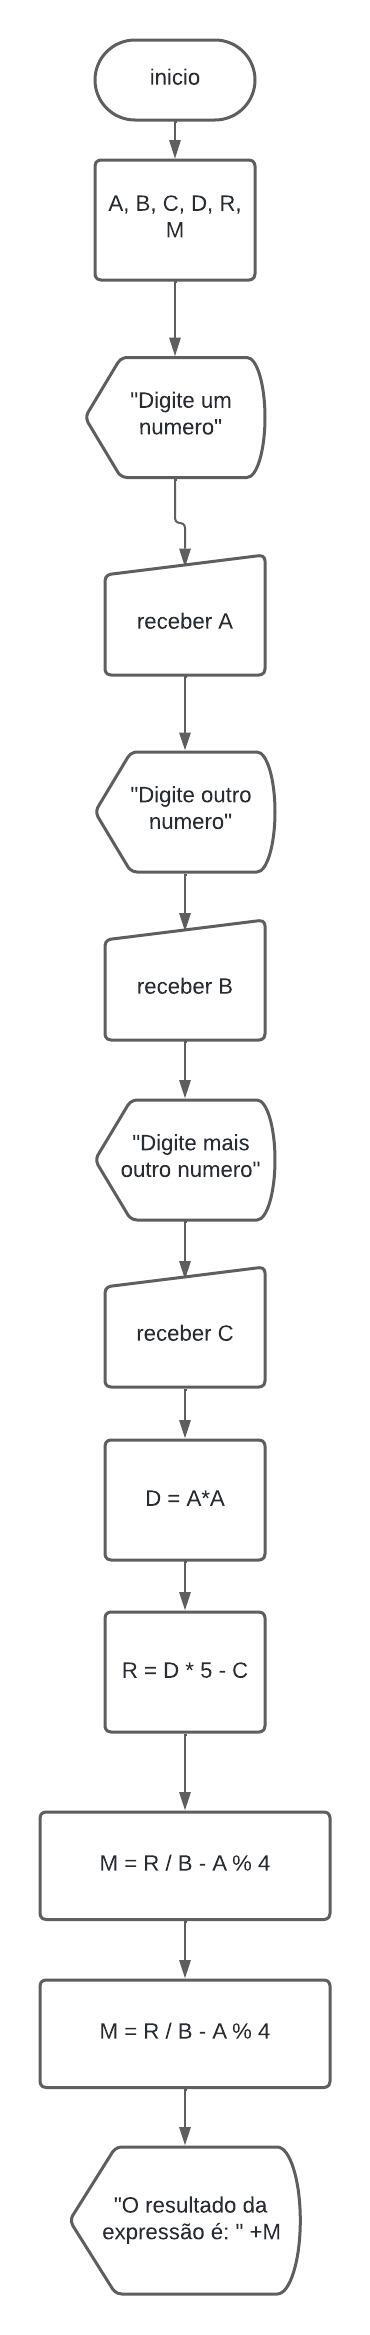 inicio
A, B, C, D, R,
M
"Digite um
numero"
receber A
"Digite outro
numero"
receber B
"Digite mais
outro numero"
receber C
D = A*A
R = D * 5 - C
M = R / B - A % 4
M = R / B - A % 4
"O resultado da
expressão é: " +M